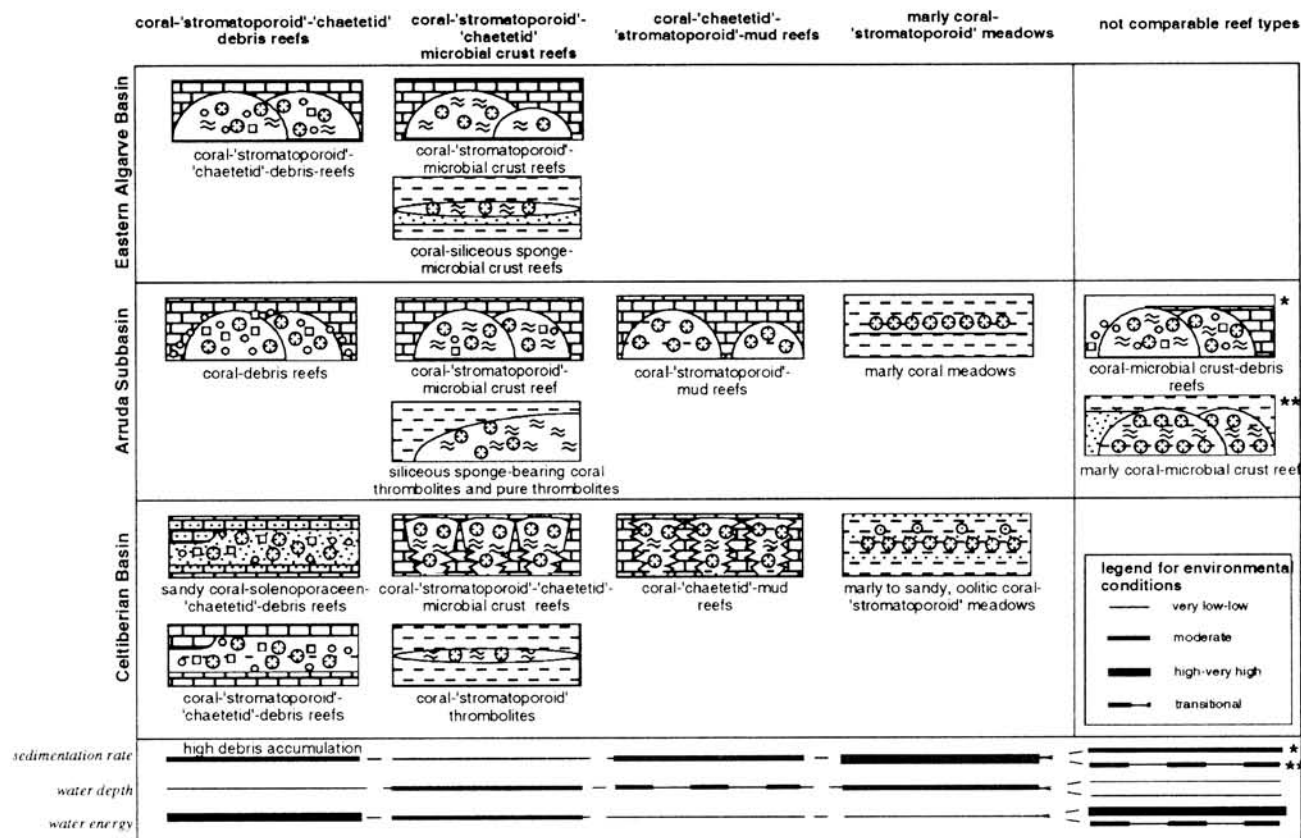 coral-'stromatoporoid'-'chaetetid'
debris reefs
coral-'stromatoporoid'-
'chaetetid'
microbial crust reefs
coral-'chaetetid'-
'stromatoporoid'-mud reefs
marly coral-
'stromatoporoid' meadows
not comparable reef types
Eastern Algarve Basin
coral-'stromatoporoid'-
'chaetetid'-debris-reefs
coral-'stromatoporoid'-
microbial crust reefs
coral-siliceous sponge-
microbial crust reefs
Arruda Subbasin
coral-debris reefs
coral-'stromatoporoid'-
microbial crust reef
siliceous sponge-bearing coral
thrombolites and pure thrombolites
coral-'stromatoporoid'-
mud reefs
marly coral meadows
*
coral-microbial crust-debris
reefs
**
marly coral-microbial crust reef
Celtiberian Basin
sandy coral-solenoporaceen-
'chaetetid'-debris reefs
coral-'stromatoporoid'-
'chaetetid'-debris reefs
coral-'stromatoporoid'-'chaetetid'-
microbial crust reefs
coral-'stromatoporoid'
thrombolites
coral-'chaetetid'-mud
reefs
marly to sandy, oolitic coral-
'stromatoporoid' meadows
legend for environmental
conditions
very low-low
moderate
high-very high
transitional
sedimentation rate
high debris accumulation
*
**
water depth
water energy